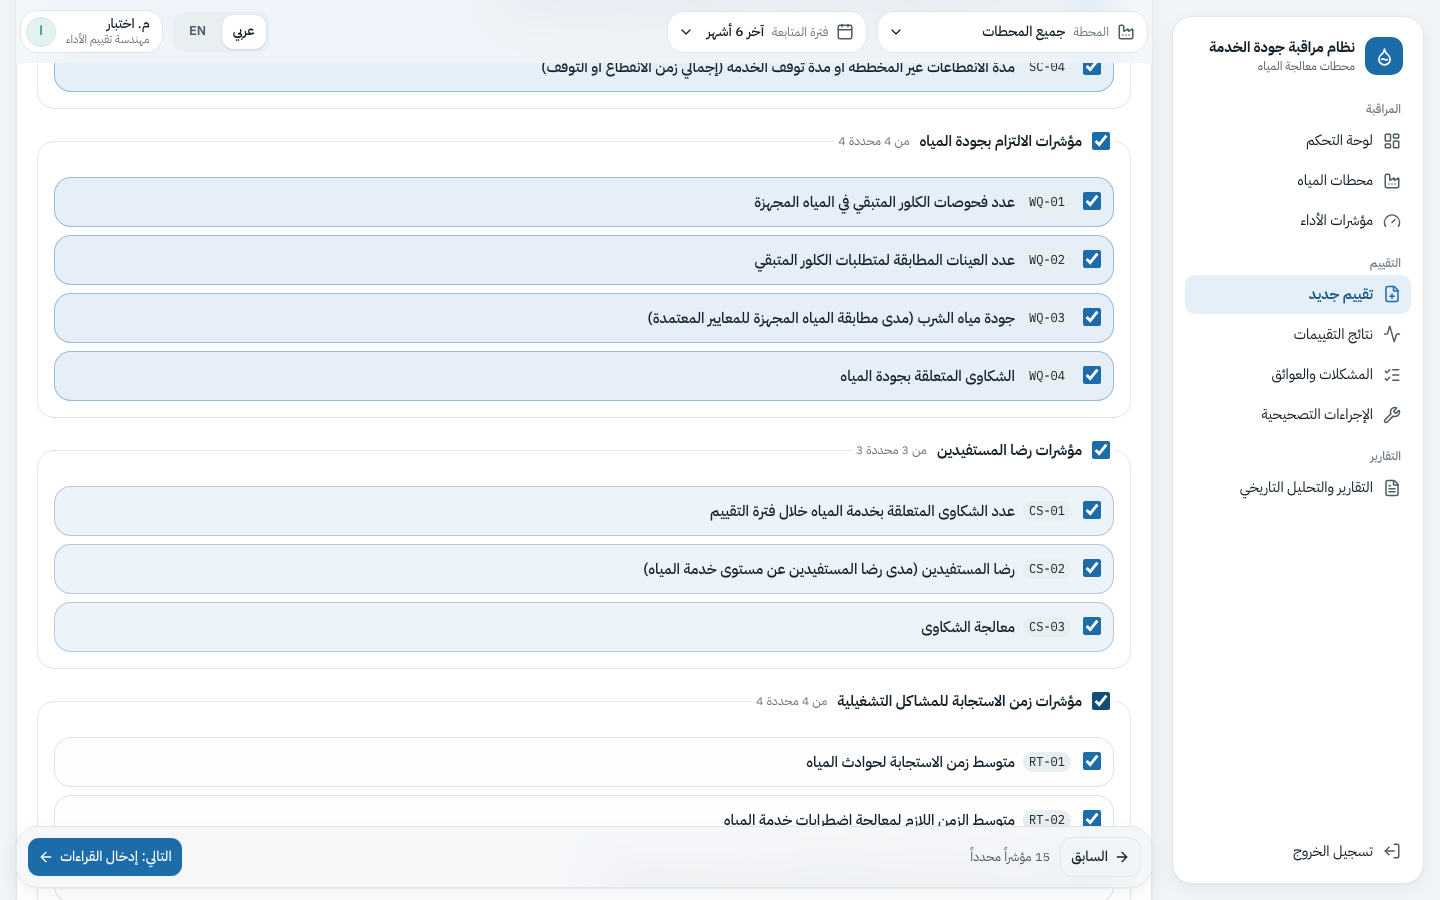 نظام مراقبة جودة الخدمة
محطات معالجة المياه
المراقبة
لوحة التحكم
محطات المياه
مؤشرات الأداء
التقييم
تقييم جديد
نتائج التقييمات
المشكلات والعوائق
الإجراءات التصحيحية
التقارير
التقارير والتحليل التاريخي
تسجيل الخروج
المحطة جميع المحطات
فترة المتابعة آخر 6 أشهر
عربي EN
م. اختبار
مهندسة تقييم الأداء
ا
SC-04 مدة الانقطاعات غير المخططة أو مدة توقف الخدمة (إجمالي زمن الانقطاع أو التوقف)
مؤشرات الالتزام بجودة المياه 4 من 4 محددة
WQ-01 عدد فحوصات الكلور المتبقي في المياه المجهزة
WQ-02 عدد العينات المطابقة لمتطلبات الكلور المتبقي
WQ-03 جودة مياه الشرب (مدى مطابقة المياه المجهزة للمعايير المعتمدة)
WQ-04 الشكاوى المتعلقة بجودة المياه
مؤشرات رضا المستفيدين 3 من 3 محددة
CS-01 عدد الشكاوى المتعلقة بخدمة المياه خلال فترة التقييم
CS-02 رضا المستفيدين (مدى رضا المستفيدين عن مستوى خدمة المياه)
CS-03 معالجة الشكاوى
مؤشرات زمن الاستجابة للمشاكل التشغيلية 4 من 4 محددة
RT-01 متوسط زمن الاستجابة لحوادث المياه
RT-02 متوسط الزمن اللازم لمعالجة اضطرابات خدمة المياه
السابق
15 مؤشراً محدداً
التالي: إدخال القراءات